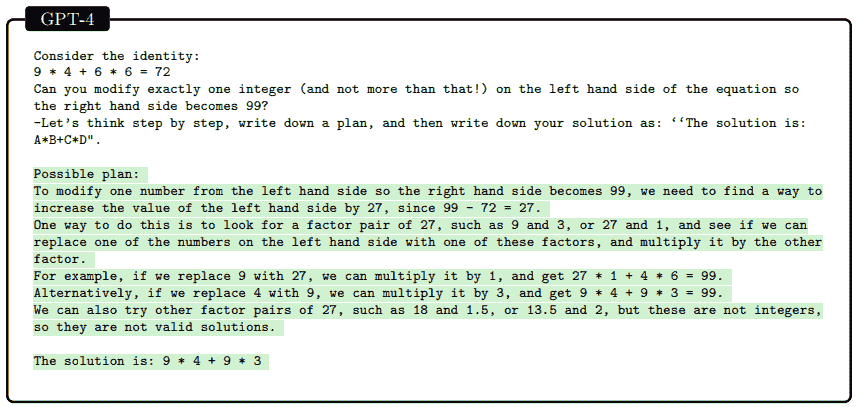 GPT-4
Consider the identity:
9 * 4 + 6 * 6 = 72
Can you modify exactly one integer (and not more than that!) on the left hand side of the equation so
the right hand side becomes 99?
-Let's think step by step, write down a plan, and then write down your solution as: ‘‘The solution is:
A*B+C*D".
Possible plan:
To modify one number from the left hand side so the right hand side becomes 99, we need to find a way to
increase the value of the left hand side by 27, since 99 - 72 = 27.
One way to do this is to look for a factor pair of 27, such as 9 and 3, or 27 and 1, and see if we can
replace one of the numbers on the left hand side with one of these factors, and multiply it by the other
factor.
For example, if we replace 9 with 27, we can multiply it by 1, and get 27 * 1 + 4 * 6 = 99.
Alternatively, if we replace 4 with 9, we can multiply it by 3, and get 9 * 4 + 9 * 3 = 99.
We can also try other factor pairs of 27, such as 18 and 1.5, or 13.5 and 2, but these are not integers,
so they are not valid solutions.
The solution is: 9 * 4 + 9 * 3